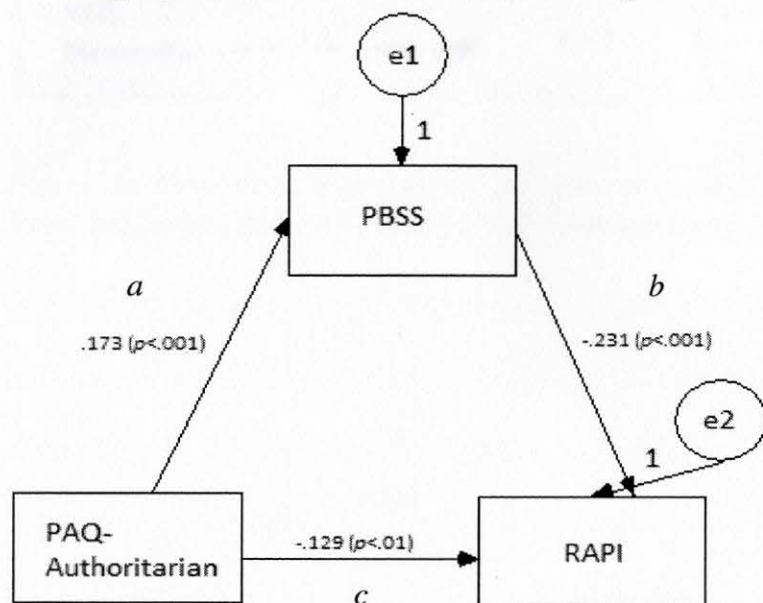 e1
1
PBSS
a
b
.173 (p<.001)
-.231 (p<.001)
e2
1
PAQ-
Authoritarian
-.129 (p<.01)
RAPI
c